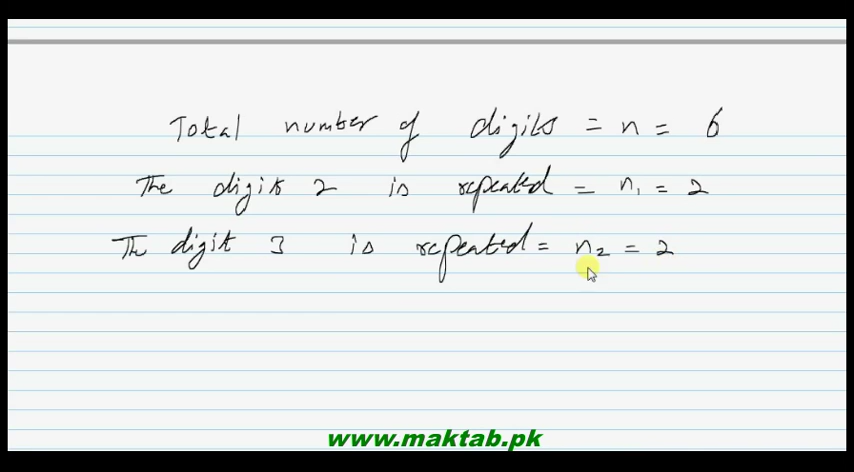 Total number of digits = n = 6
The digit 2 is repeated = n₁ = 2
The digit 3 is repeated = n₂ = 2
www.maktab.pk